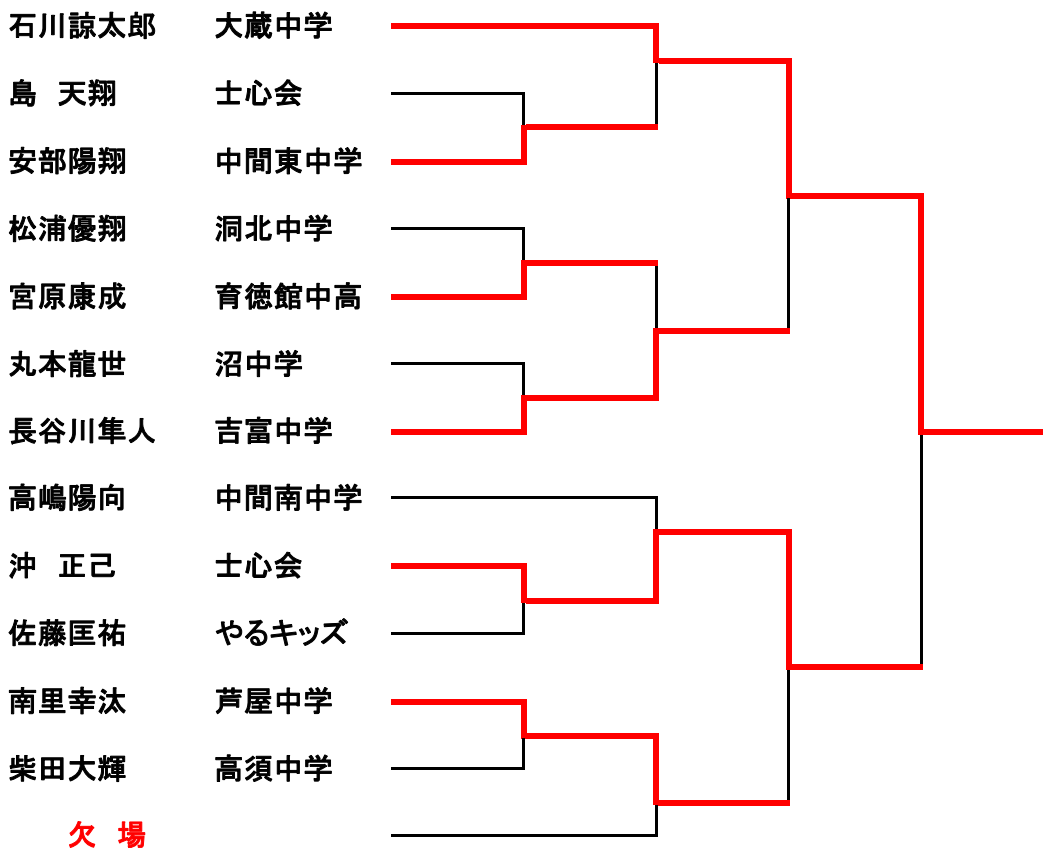 石川諒太郎 大蔵中学
島 天翔 士心会
安部陽翔 中間東中学
松浦優翔 洞北中学
宮原康成 育徳館中高
丸本龍世 沼中学
長谷川隼人 吉富中学
高嶋陽向 中間南中学
沖 正己 士心会
佐藤匡祐 やるキッズ
南里幸汰 芦屋中学
柴田大輝 高須中学
欠 場